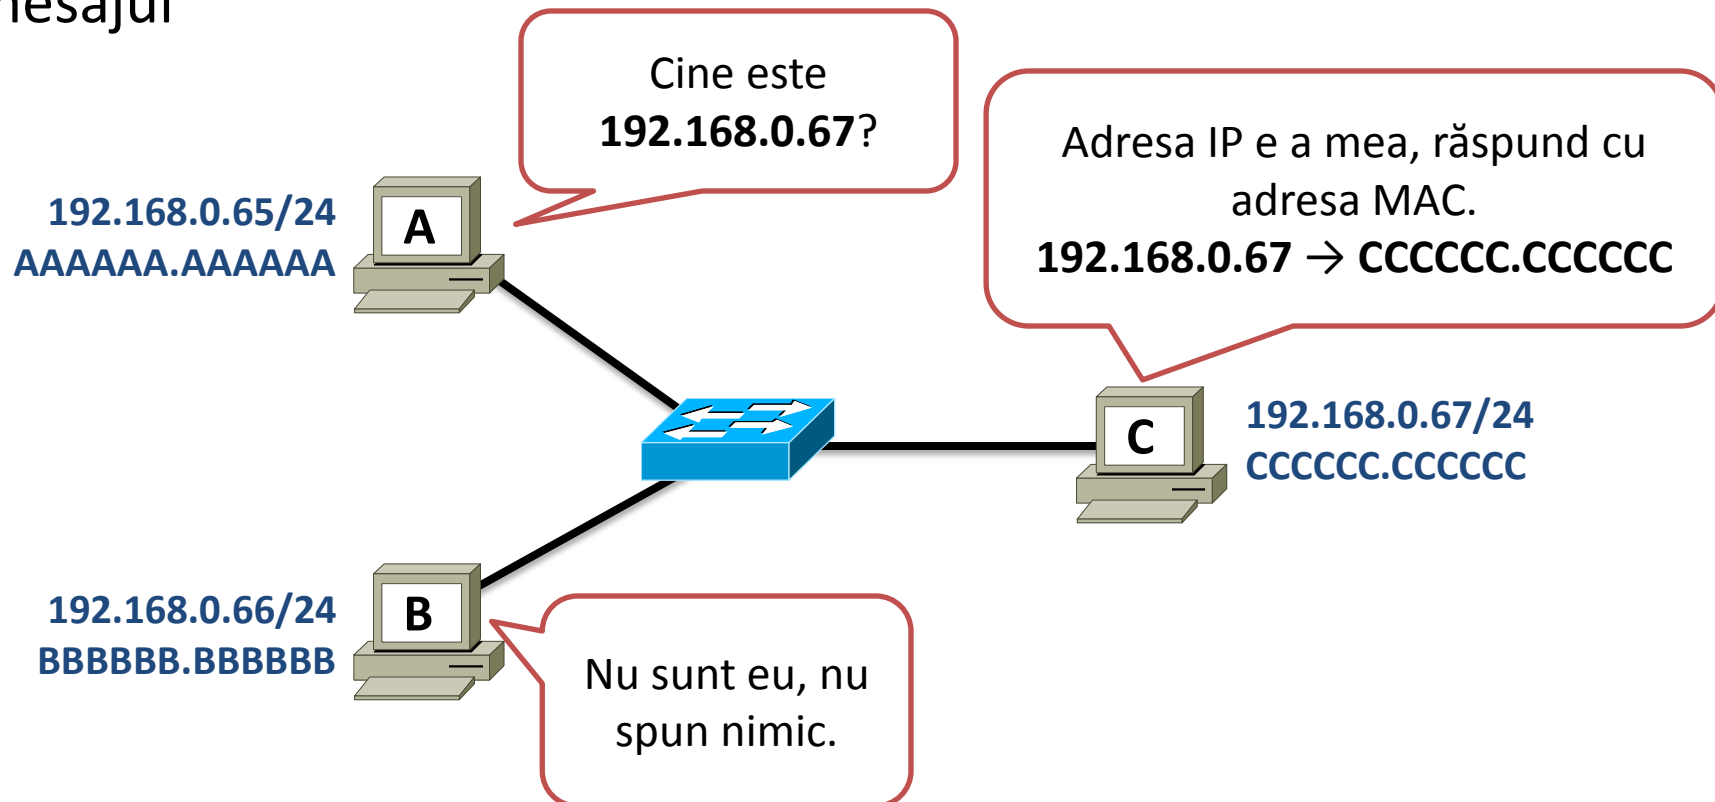 Cine este
192.168.0.67?
Adresa IP e a mea, răspund cu
adresa MAC.
192.168.0.67 → CCCCCC.CCCCCC
192.168.0.65/24
AAAAAA.AAAAAA
A
C
192.168.0.67/24
CCCCCC.CCCCCC
192.168.0.66/24
BBBBBB.BBBBBB
B
Nu sunt eu, nu
spun nimic.